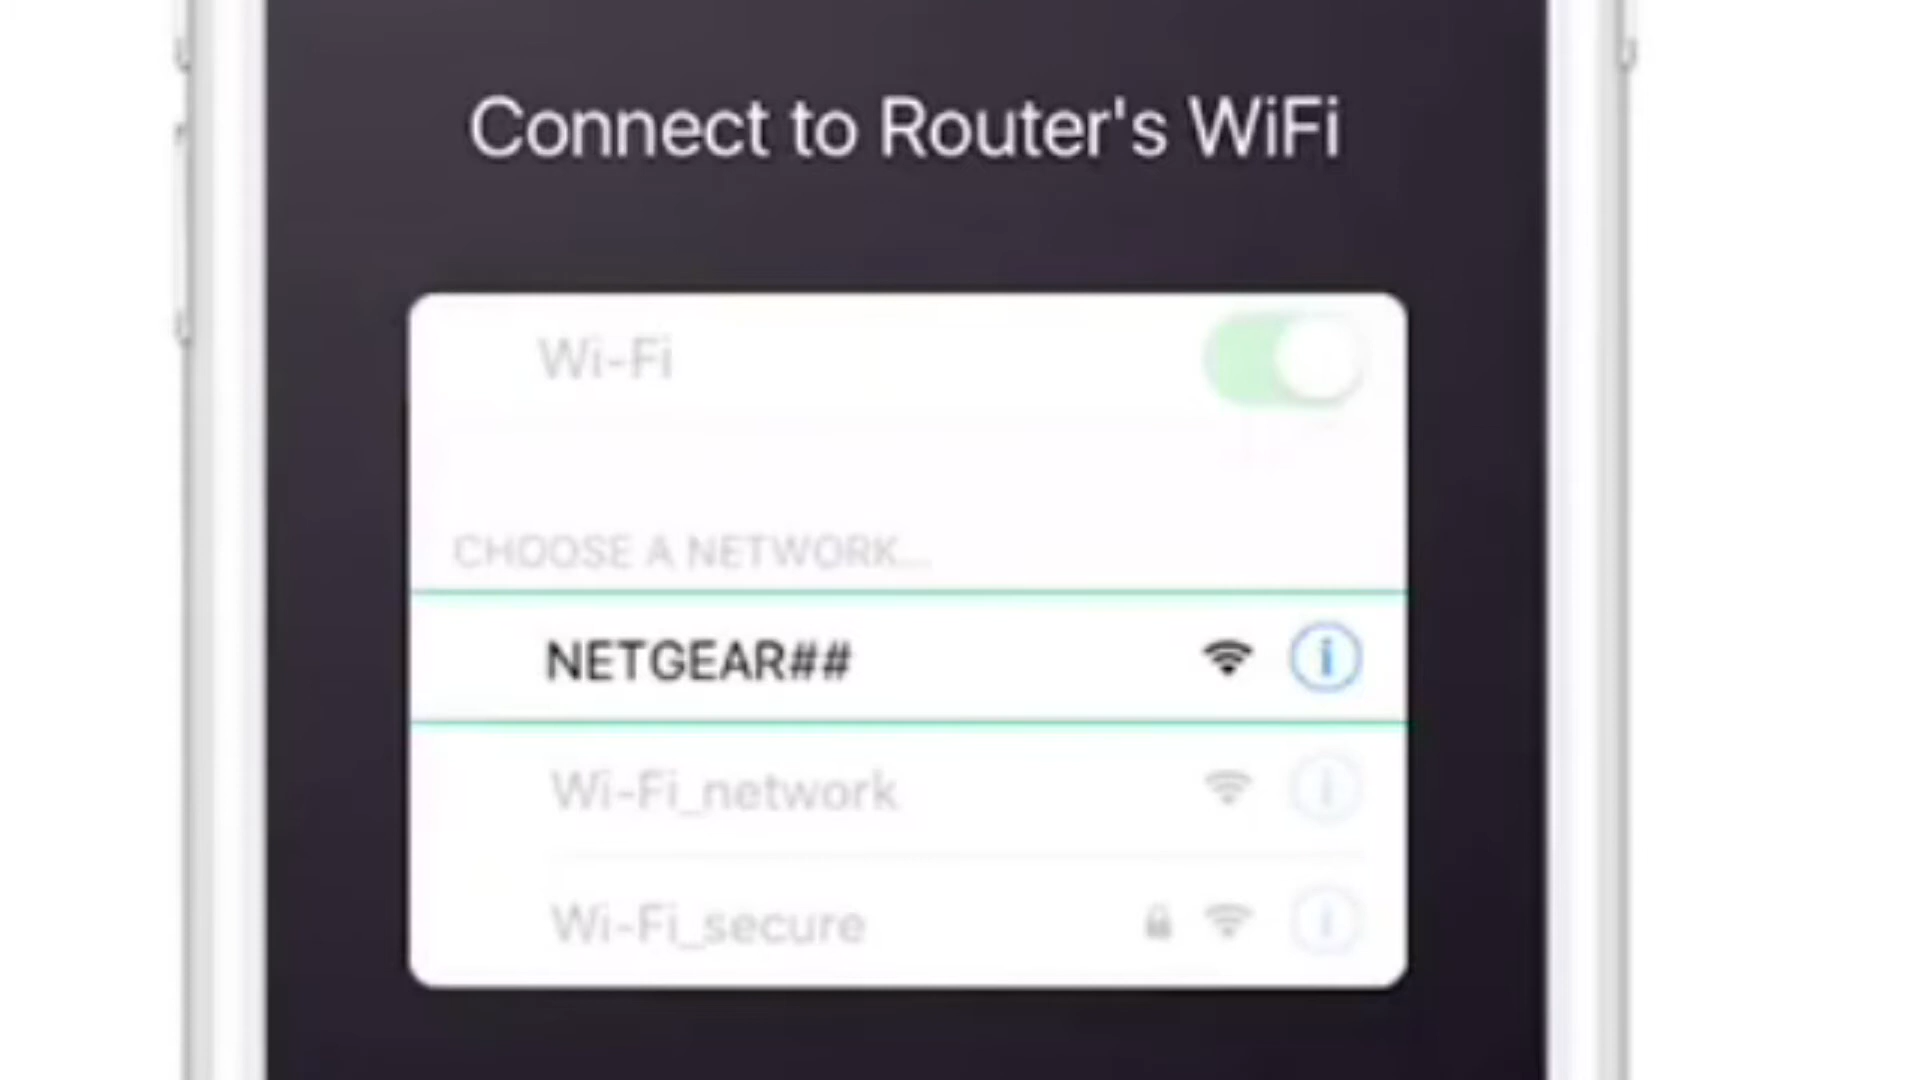 Connect to Router's WiFi
Wi-Fi
CHOOSE A NETWORK...
NETGEAR##
Wi-Fi_network
Wi-Fi_secure